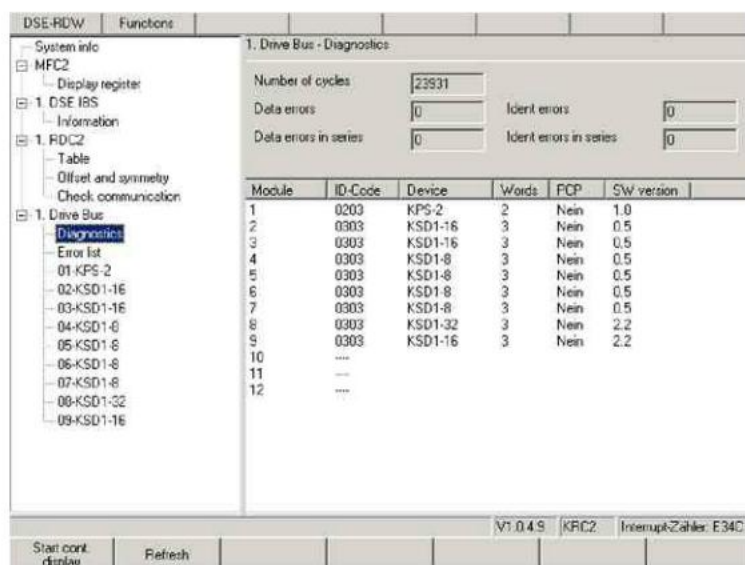 DSE-RDW Functions
System info
MFC2
Display register
1. DSE IBS
Information
1. RDC2
Table
Offset and symmetry
Check communication
1. Drive Bus
Diagnostics
Error list
01-KPS-2
02-KSD1-16
03-KSD1-16
04-KSD1-8
05-KSD1-8
06-KSD1-8
07-KSD1-8
08-KSD1-32
09-KSD1-16
1. Drive Bus - Diagnostics
Number of cycles 23931
Data errors 0 Ident errors 0
Data errors in series 0 Ident errors in series 0
Module ID-Code Device Words PCP SW version
1 0203 KPS-2 2 Nein 1.0
2 0303 KSD1-16 3 Nein 0.5
3 0303 KSD1-16 3 Nein 0.5
4 0303 KSD1-8 3 Nein 0.5
5 0303 KSD1-8 3 Nein 0.5
6 0303 KSD1-8 3 Nein 0.5
7 0303 KSD1-8 3 Nein 0.5
8 0303 KSD1-32 3 Nein 2.2
9 0303 KSD1-16 3 Nein 2.2
10 ----
11 ----
12 ----
V1.0.4.9 KRC2 Interrupt-Zähler: E34C
Start cont. display Refresh